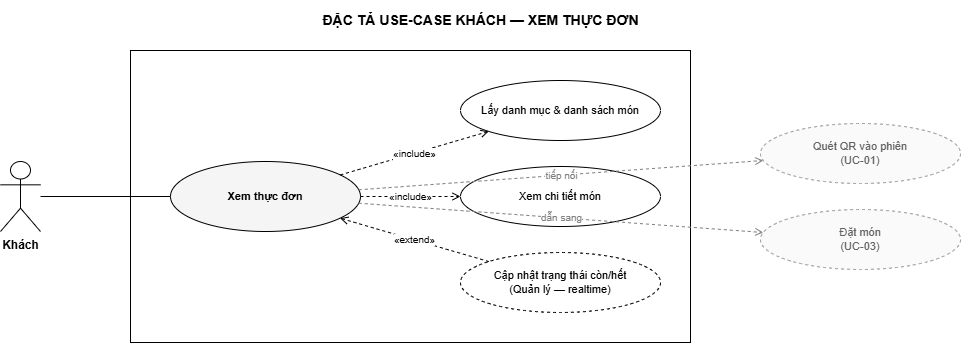 ĐẶC TẢ USE-CASE KHÁCH — XEM THỰC ĐƠN
Lấy danh mục & danh sách món
«include»
Quét QR vào phiên
(UC-01)
tiếp nối
Xem thực đơn
«include»
Xem chi tiết món
dẫn sang
Đặt món
(UC-03)
Khách
«extend»
Cập nhật trạng thái còn/hết
(Quản lý — realtime)